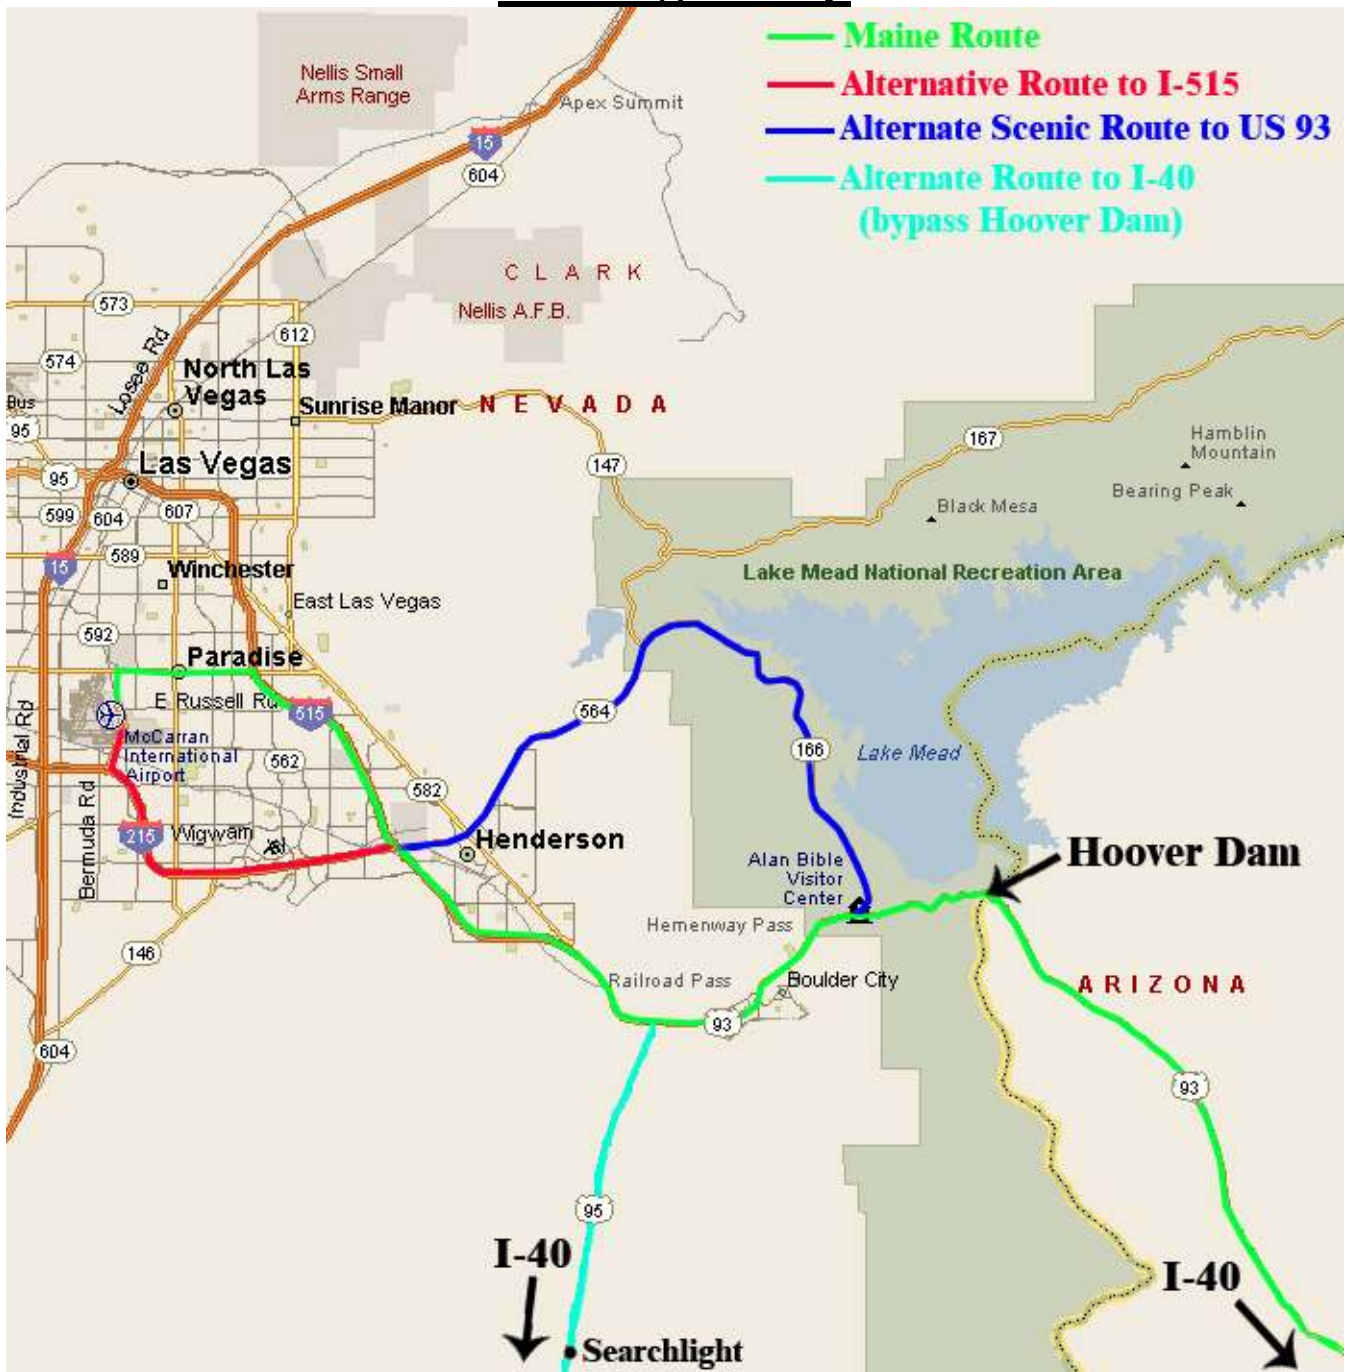 Maine Route
Alternative Route to I-515
Alternate Scenic Route to US 93
Alternate Route to I-40
(bypass Hoover Dam)
Nellis Small
Arms Range
Apex Summit
15
604
C L A R K
Nellis A.F.B.
573
612
574
Losee Rd
North Las
Vegas
Bus
95
Sunrise Manor
N E V A D A
167
Hamblin
Mountain
147
Las Vegas
95
Bearing Peak
Black Mesa
599
604
607
589
15
Winchester
Lake Mead National Recreation Area
East Las Vegas
592
Paradise
E Russell
515
564
166
Lake Mead
Industrial Rd
McCarran
International
Airport
562
582
Bermuda Rd
215
Wigwam
Henderson
Hoover Dam
Alan Bible
Visitor
Center
Hemenway Pass
146
Railroad Pass
Boulder City
A R I Z O N A
93
604
93
95
I-40
I-40
Searchlight